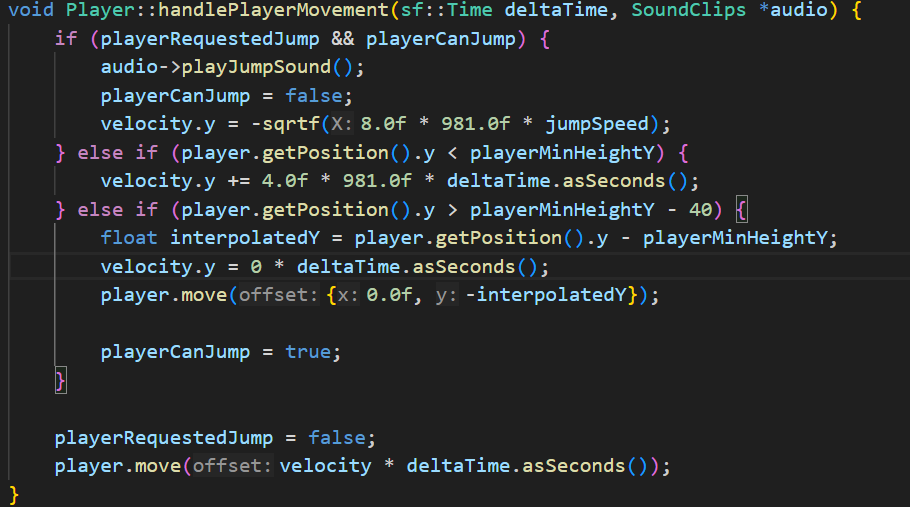 void Player::handlePlayerMovement(sf::Time deltaTime, SoundClips *audio) {
    if (playerRequestedJump && playerCanJump) {
        audio->playJumpSound();
        playerCanJump = false;
        velocity.y = -sqrtf(X: 8.0f * 981.0f * jumpSpeed);
    } else if (player.getPosition().y < playerMinHeightY) {
        velocity.y += 4.0f * 981.0f * deltaTime.asSeconds();
    } else if (player.getPosition().y > playerMinHeightY - 40) {
        float interpolatedY = player.getPosition().y - playerMinHeightY;
        velocity.y = 0 * deltaTime.asSeconds();
        player.move(offset: {x: 0.0f, y: -interpolatedY});

        playerCanJump = true;
    }

    playerRequestedJump = false;
    player.move(offset: velocity * deltaTime.asSeconds());
}